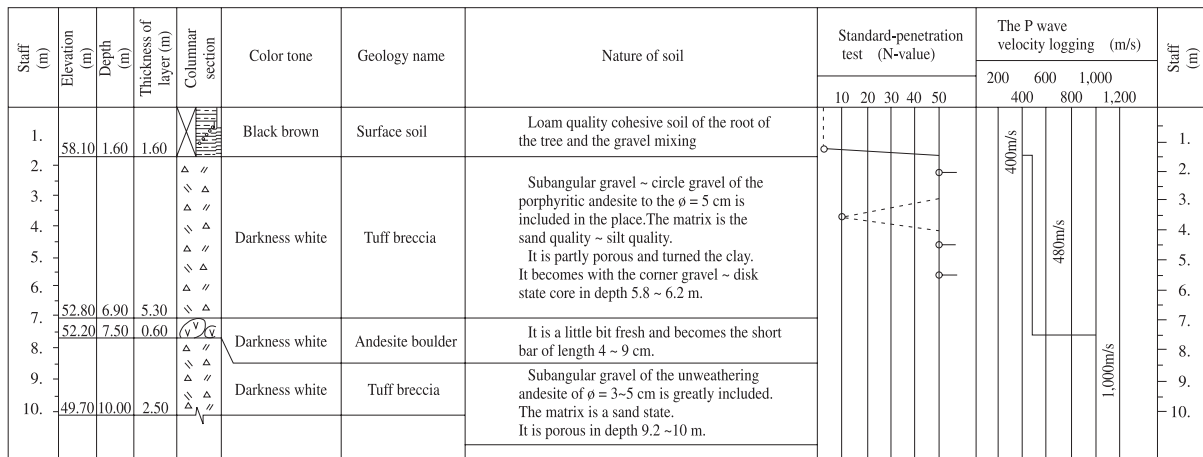 Staff (m)
Elevation (m)
Depth (m)
Thickness of layer (m)
Columnar section
Color tone
Geology name
Nature of soil
Standard-penetration test (N-value)
10 20 30 40 50
The P wave velocity logging (m/s)
200 600 1,000
400 800 1,200
Staff (m)
1.
58.10 1.60 1.60
Black brown
Surface soil
Loam quality cohesive soil of the root of
the tree and the gravel mixing
2.
3.
4.
5.
6.
52.80 6.90 5.30
Darkness white
Tuff breccia
Subangular gravel ~ circle gravel of the
porphyritic andesite to the ø = 5 cm is
included in the place.The matrix is the
sand quality ~ silt quality.
It is partly porous and turned the clay.
It becomes with the corner gravel ~ disk
state core in depth 5.8 ~ 6.2 m.
7.
52.20 7.50 0.60
Darkness white
Andesite boulder
It is a little bit fresh and becomes the short
bar of length 4 ~ 9 cm.
8.
9.
10.
49.70 10.00 2.50
Darkness white
Tuff breccia
Subangular gravel of the unweathering
andesite of ø = 3~5 cm is greatly included.
The matrix is a sand state.
It is porous in depth 9.2 ~10 m.
400m/s
480m/s
1,000m/s
1.
2.
3.
4.
5.
6.
7.
8.
9.
10.